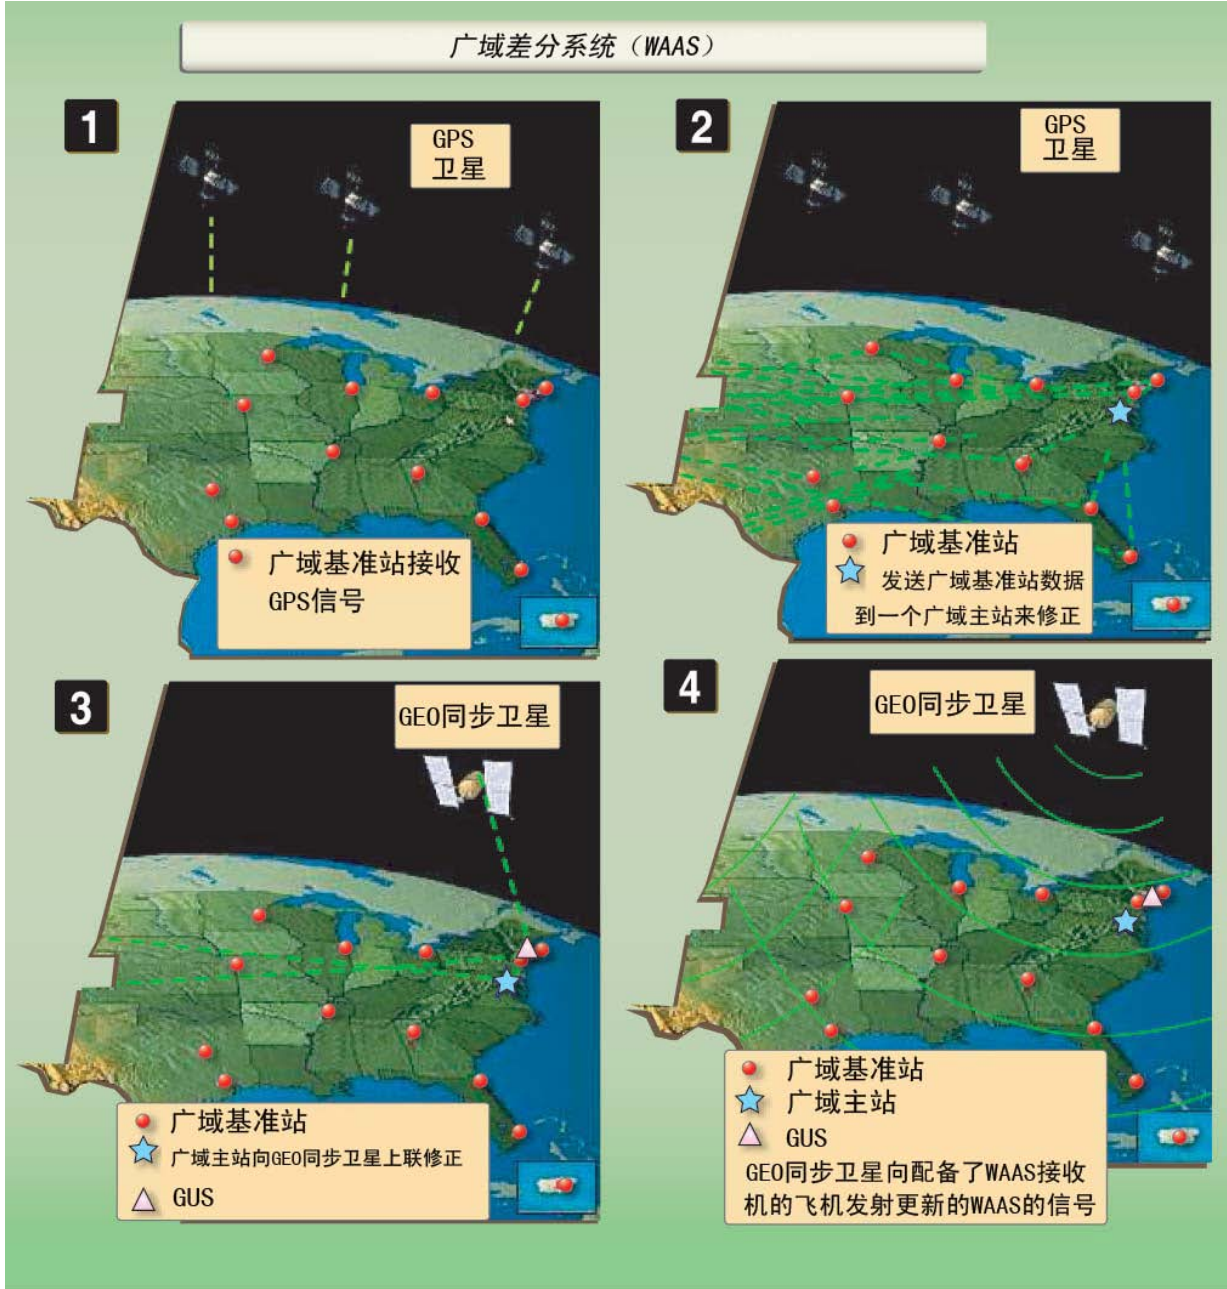 广域差分系统（WAAS）
1
GPS
卫星
广域基准站接收
GPS信号
2
GPS
卫星
广域基准站
发送广域基准站数据
到一个广域主站来修正
3
GEO同步卫星
广域基准站
广域主站向GEO同步卫星上联修正
GUS
4
GEO同步卫星
广域基准站
广域主站
GUS
GEO同步卫星向配备了WAAS接收
机的飞机发射更新的WAAS的信号